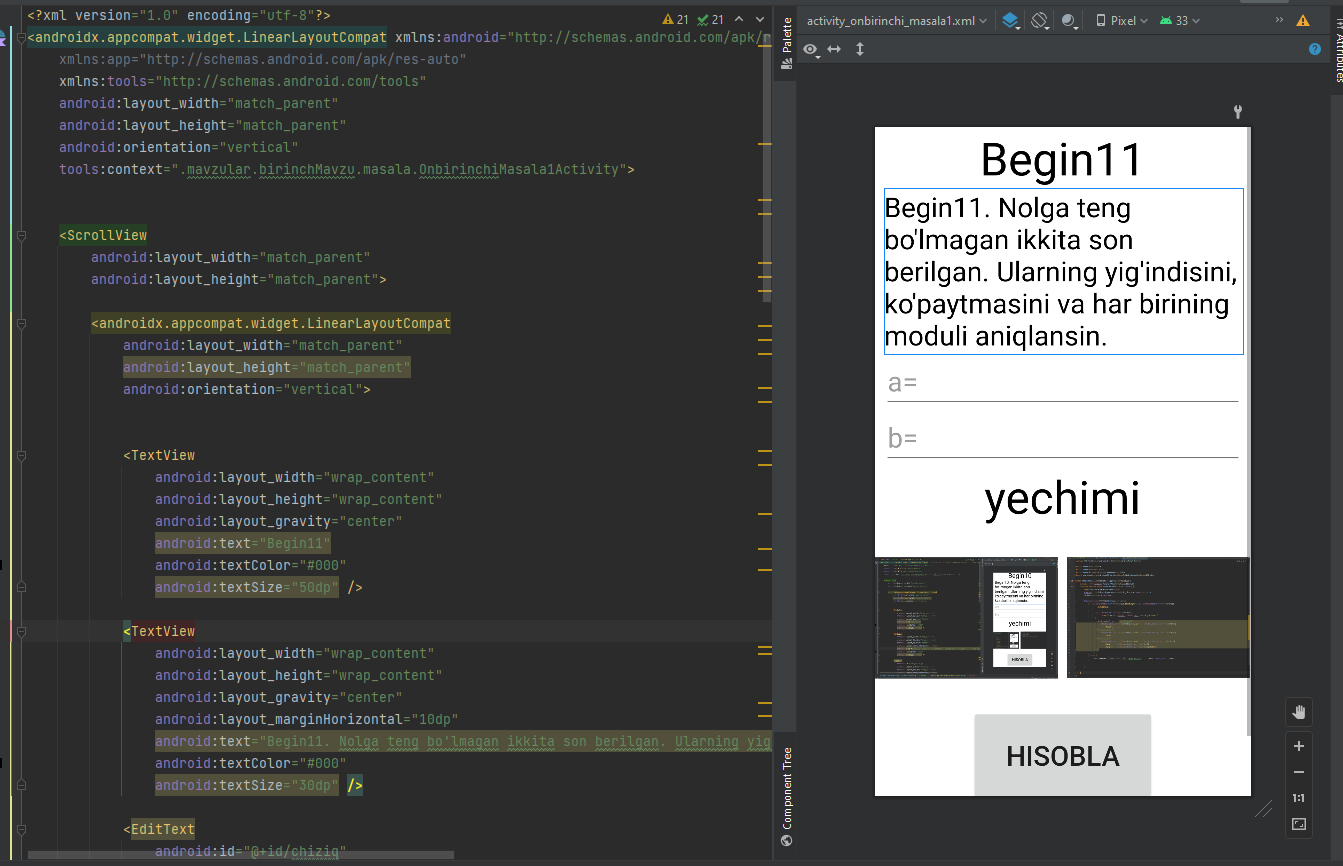 <?xml version="1.0" encoding="utf-8"?>
21 21
<androidx.appcompat.widget.LinearLayoutCompat xmlns:android="http://schemas.android.com/apk/
xmlns:app="http://schemas.android.com/apk/res-auto"
xmlns:tools="http://schemas.android.com/tools"
android:layout_width="match_parent"
android:layout_height="match_parent"
android:orientation="vertical"
tools:context=".mavzular.birinchMavzu.masala.OnbirinchiMasala1Activity">
<ScrollView
android:layout_width="match_parent"
android:layout_height="match_parent">
<androidx.appcompat.widget.LinearLayoutCompat
android:layout_width="match_parent"
android:layout_height="match_parent"
android:orientation="vertical">
<TextView
android:layout_width="wrap_content"
android:layout_height="wrap_content"
android:layout_gravity="center"
android:text="Begin11"
android:textColor="#000"
android:textSize="50dp" />
<TextView
android:layout_width="wrap_content"
android:layout_height="wrap_content"
android:layout_gravity="center"
android:layout_marginHorizontal="10dp"
android:text="Begin11. Nolga teng bo'lmagan ikkita son berilgan. Ularning yig
android:textColor="#000"
android:textSize="30dp" />
<EditText
android:id="@+id/chiziq"
Palette
Component Tree
activity_onbirinchi_masala1.xml
Pixel
33
Attributes
Begin11
Begin11. Nolga teng
bo'lmagan ikkita son
berilgan. Ularning yig'indisini,
ko'paytmasini va har birining
moduli aniqlansin.
a=
b=
yechimi
Begin10
yechimi
HISOBLA
HISOBLA
1:1